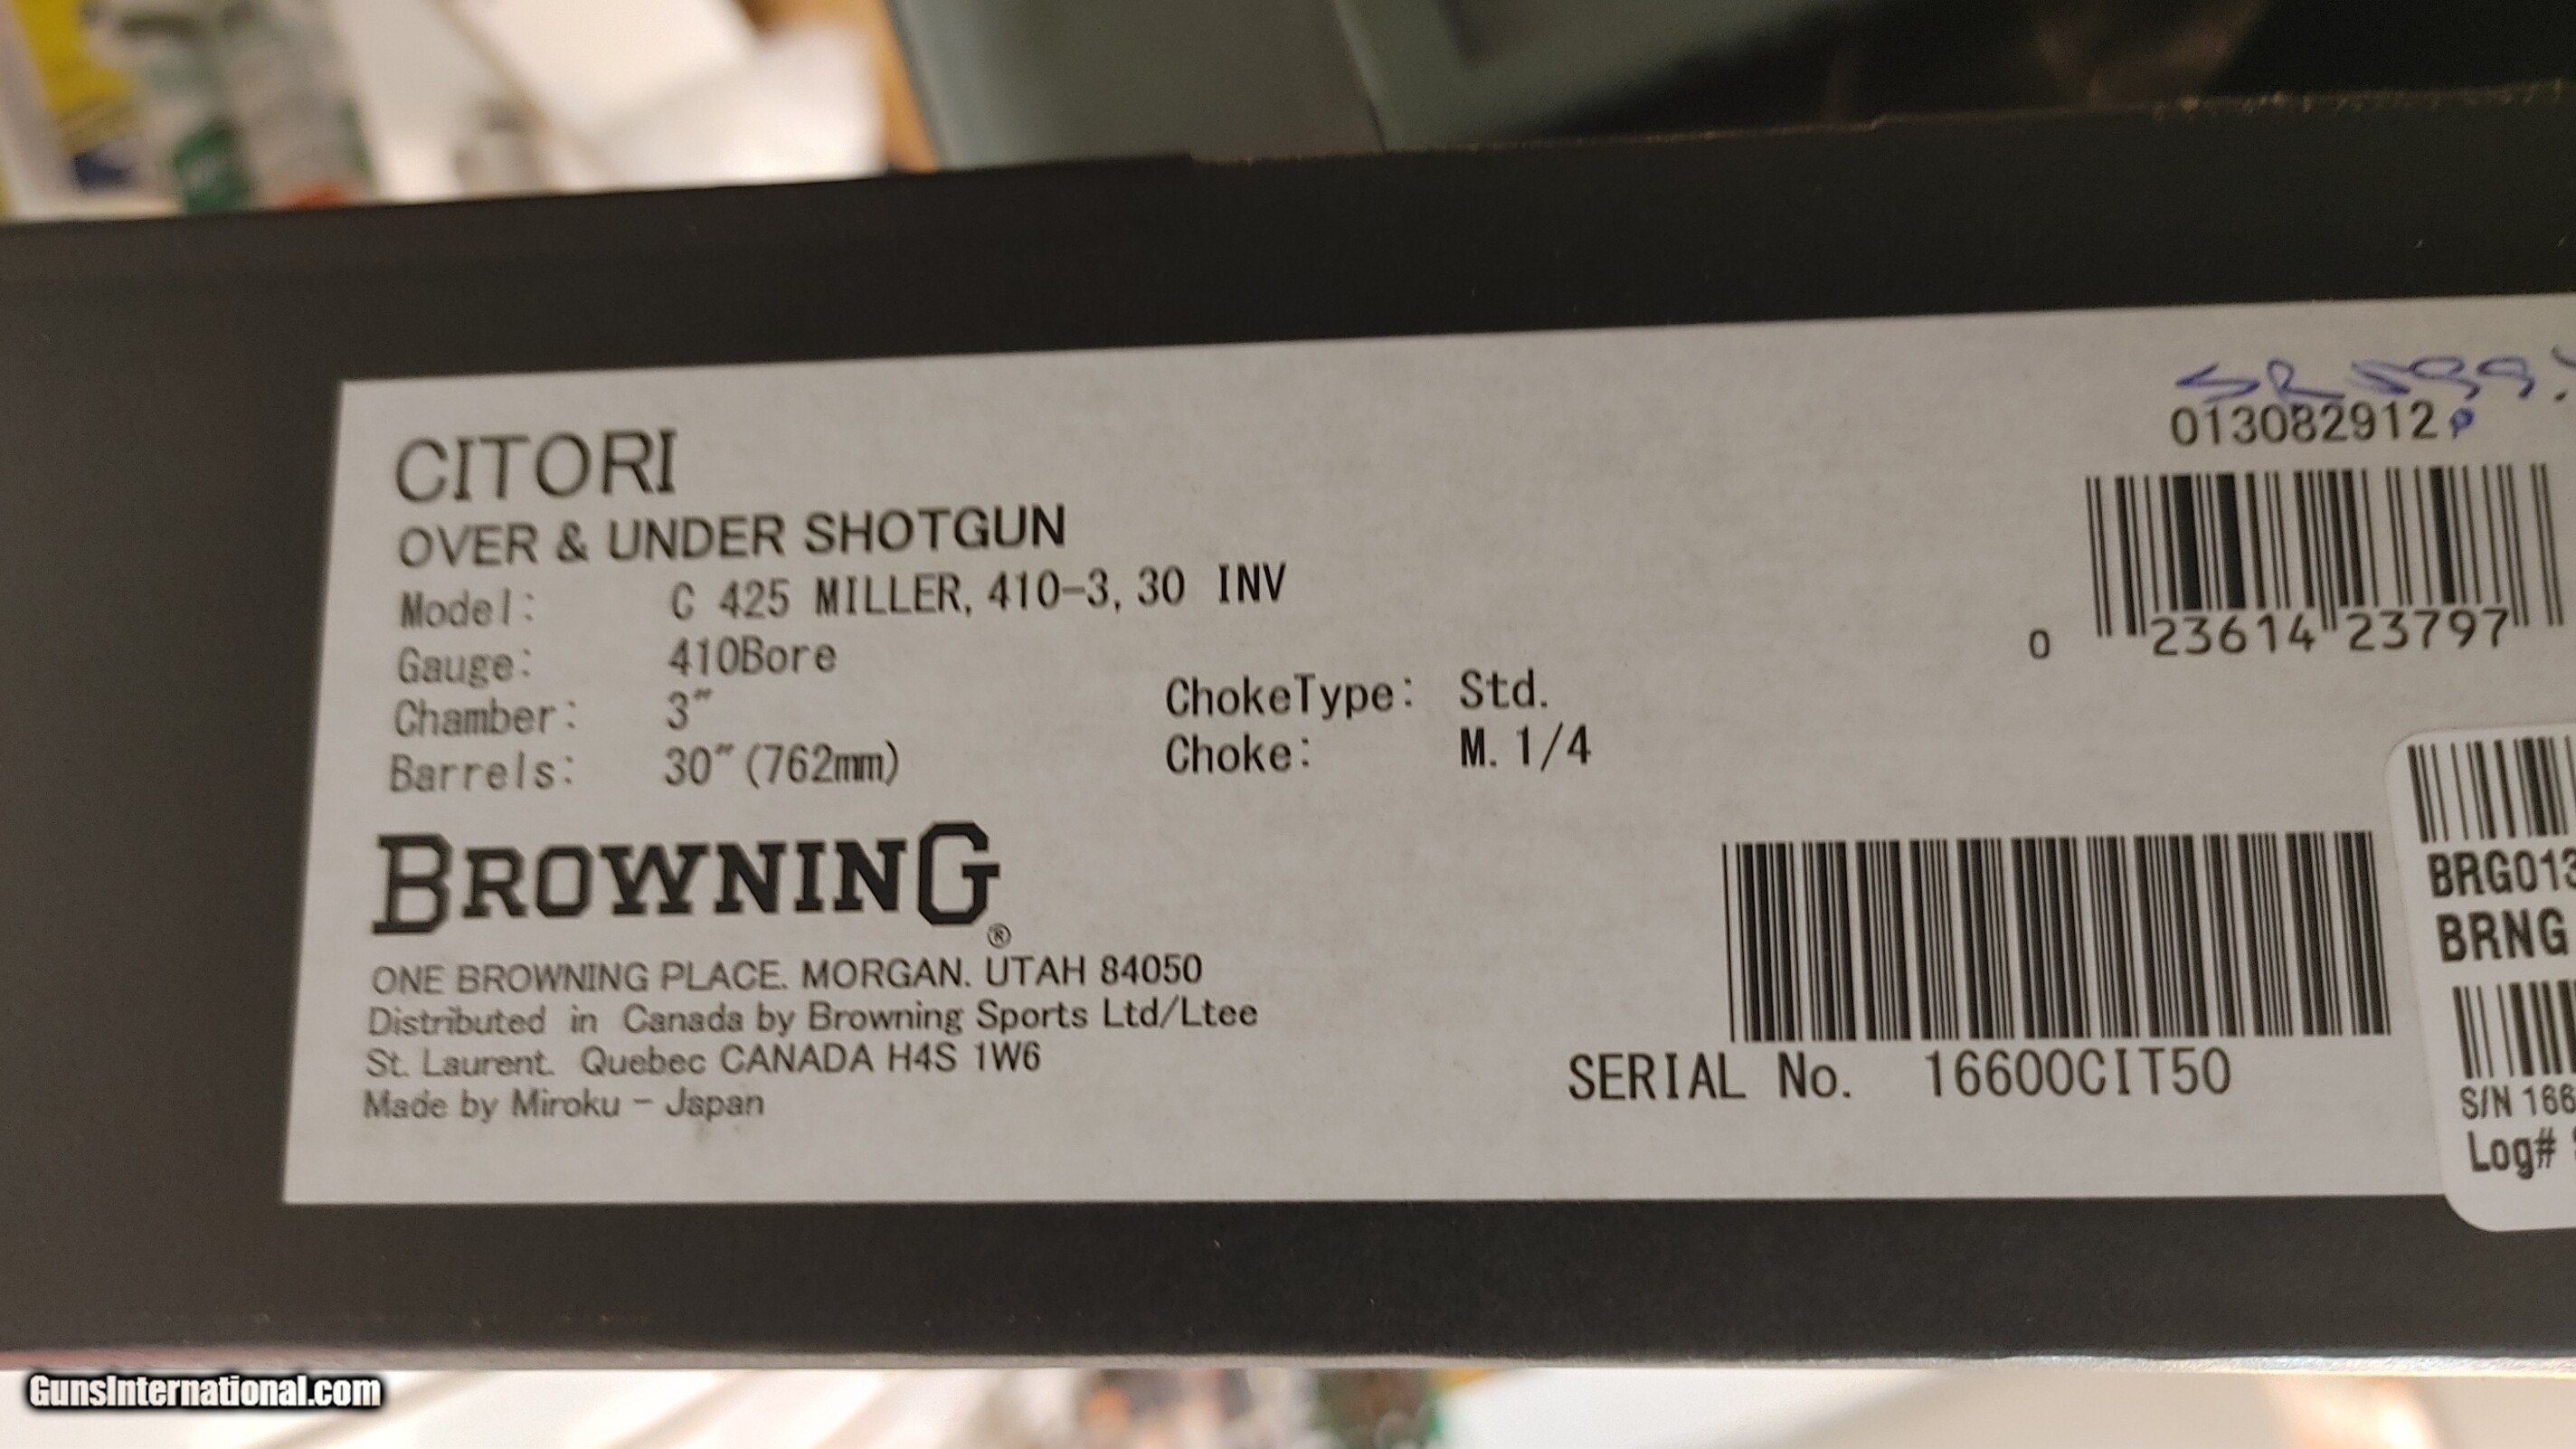 CITORI
OVER & UNDER SHOTGUN
Model: C 425 MILLER, 410-3, 30 INV
Gauge: 410Bore
Chamber: 3"
Barrels: 30"(762mm)
ChokeType: Std.
Choke: M. 1/4
BROWNING®
ONE BROWNING PLACE. MORGAN. UTAH 84050
Distributed in Canada by Browning Sports Ltd/Ltee
St. Laurent. Quebec CANADA H4S 1W6
Made by Miroku - Japan
013082912
0 23614 23797
SERIAL No. 16600CIT50
BRG013
BRNG
S/N 166
Log#
GunsInternational.com